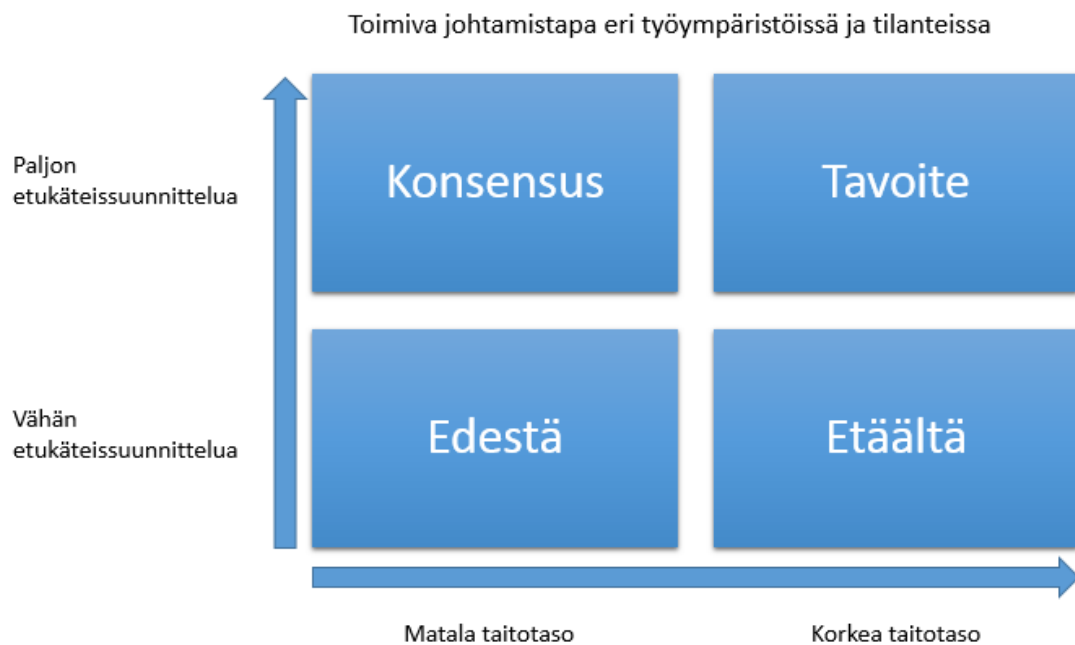 Toimiva johtamistapa eri työympäristöissä ja tilanteissa
Paljon
etukäteissuunnittelua
Konsensus
Tavoite
Vähän
etukäteissuunnittelua
Edestä
Etäältä
Matala taitotaso
Korkea taitotaso